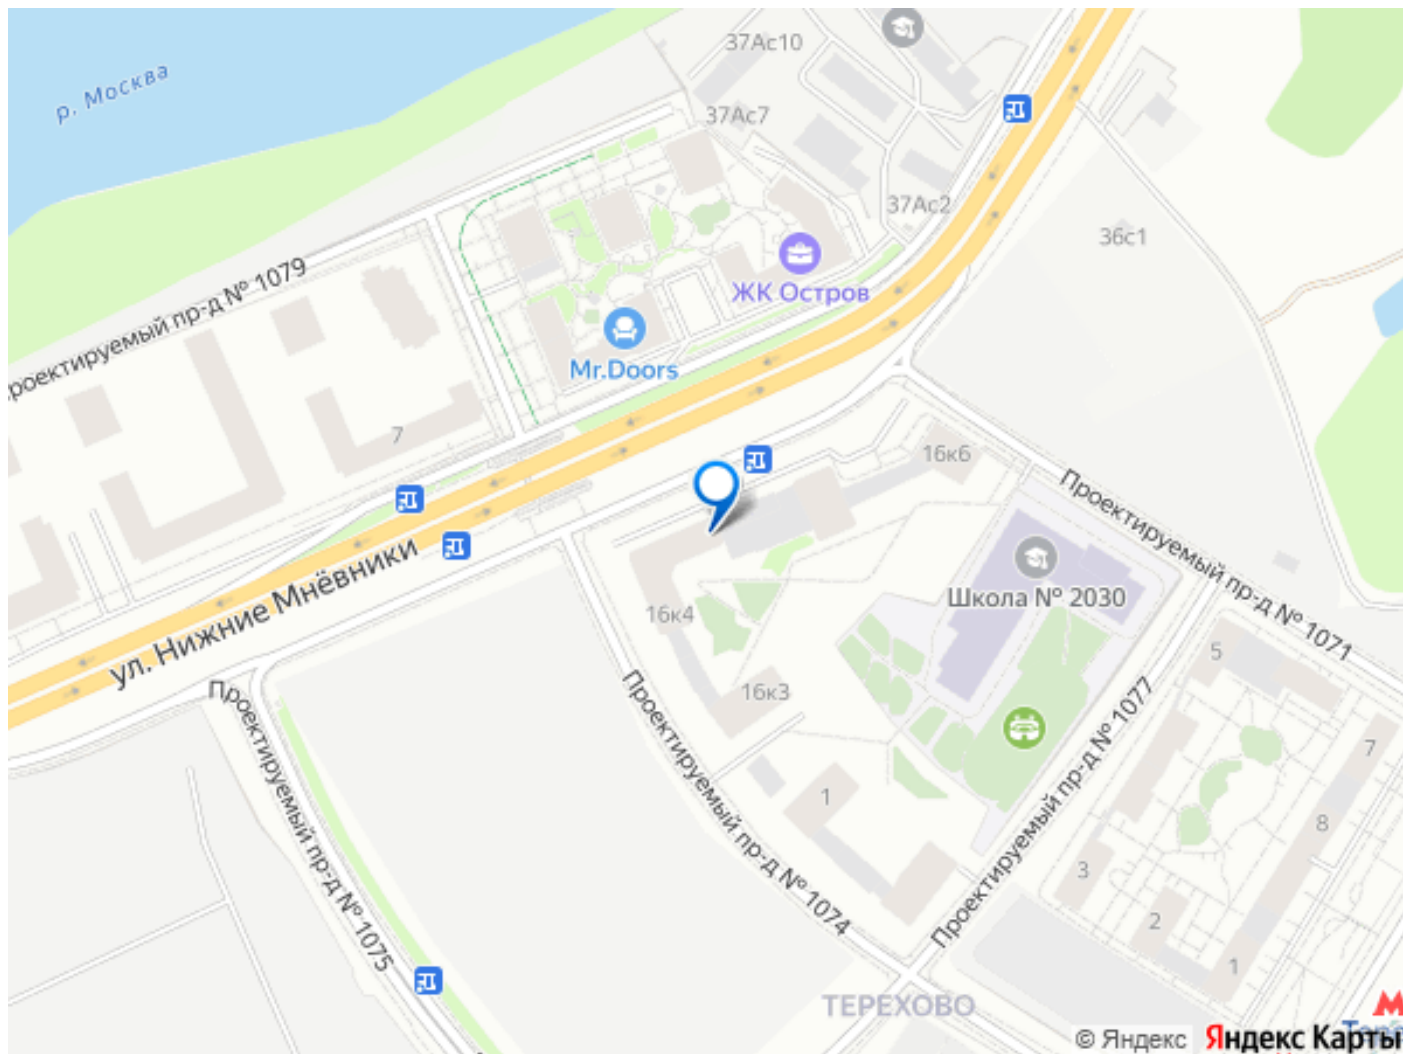 р. Москва
37Ас10
37Ас7
37Ас2
36с1
ЖК Остров
Mr.Doors
Проектируемый пр-д № 1079
7
16к6
Проектируемый пр-д № 1071
ул. Нижние Мнёвники
Школа № 2030
16к4
16к3
5
7
Проектируемый пр-д № 1075
Проектируемый пр-д № 1074
Проектируемый пр-д № 1077
1
8
3
2
1
ТЕРЕХОВО
© Яндекс Яндекс Карты